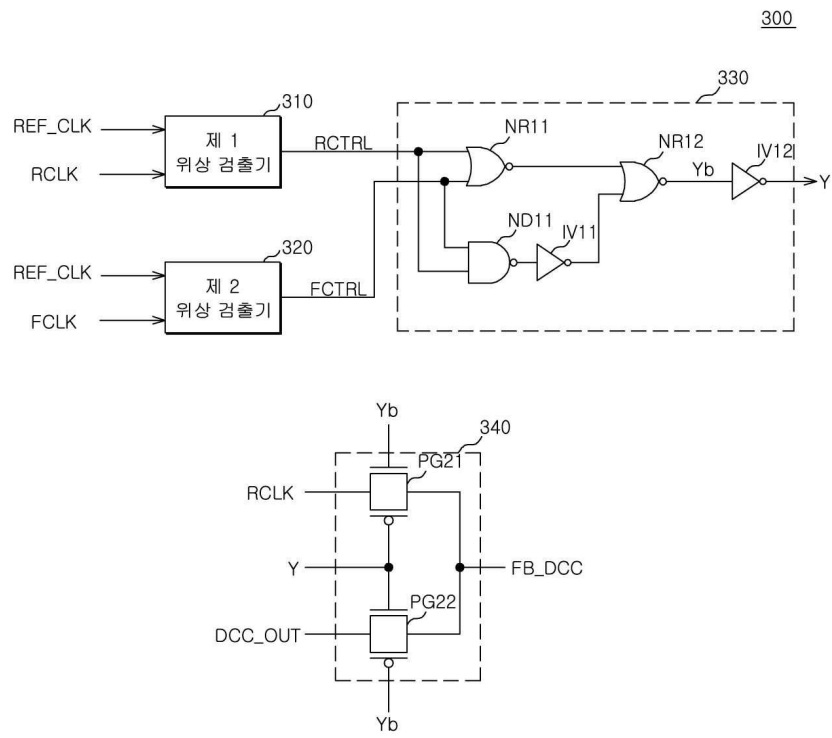 300
310
330
REF_CLK
제 1
위상 검출기
RCTRL
RCLK
NR11
NR12
IV12
Yb
Y
ND11
IV11
320
REF_CLK
제 2
위상 검출기
FCTRL
FCLK
Yb
340
PG21
RCLK
Y
FB_DCC
PG22
DCC_OUT
Yb